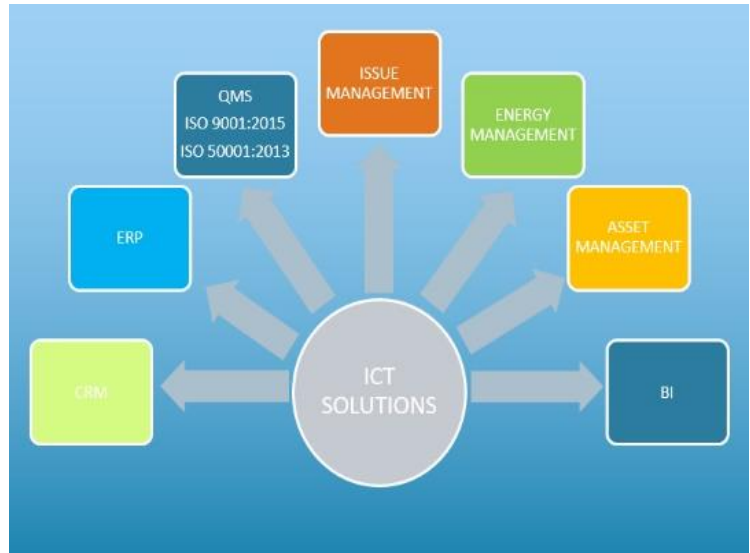 ISSUE
MANAGEMENT
QMS
ISO 9001:2015
ISO 50001:2013
ENERGY
MANAGEMENT
ERP
ASSET
MANAGEMENT
CRM
ICT
SOLUTIONS
BI